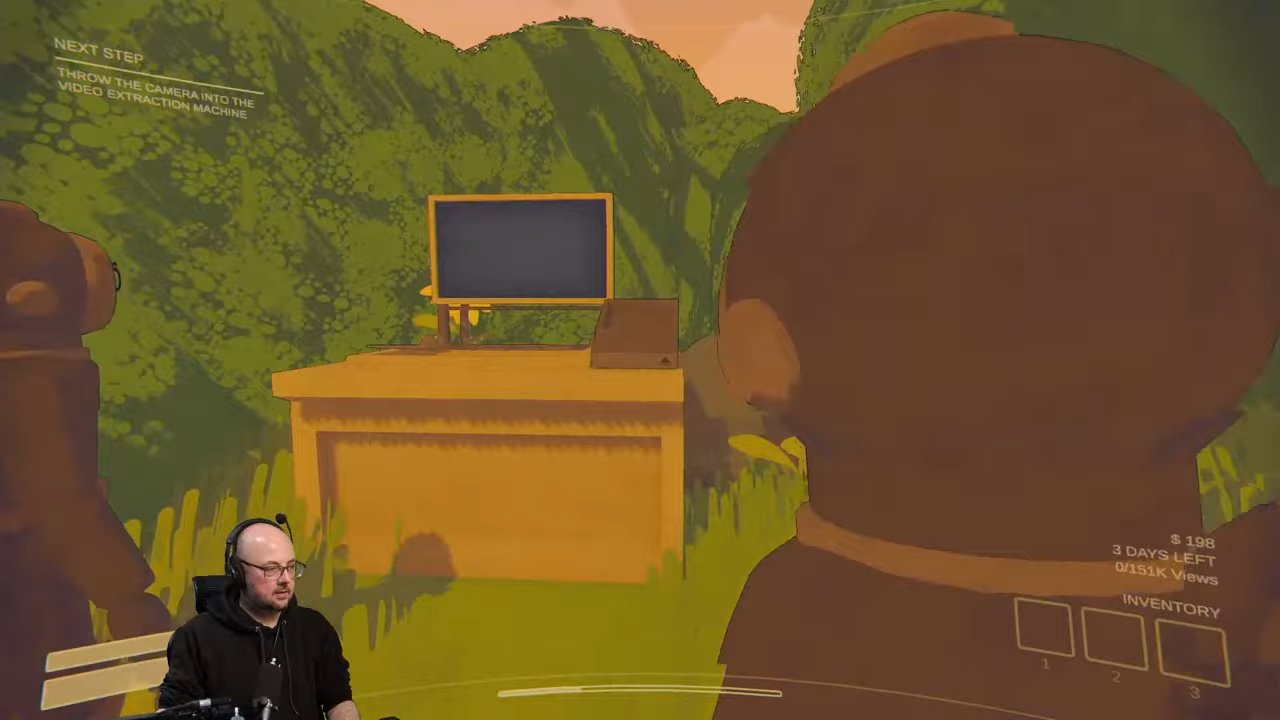 NEXT STEP
THROW THE CAMERA INTO THE
VIDEO EXTRACTION MACHINE
$ 198
3 DAYS LEFT
0/151K Views
INVENTORY
1
2
3